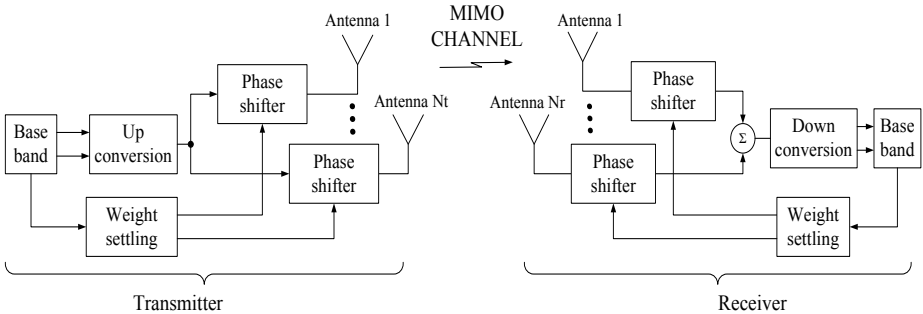 Antenna 1
MIMO
CHANNEL
Antenna 1
Phase
shifter
Antenna Nt
Antenna Nr
Phase
shifter
Base
band
Up
conversion
Phase
shifter
Phase
shifter
Σ
Down
conversion
Base
band
Weight
settling
Weight
settling
Transmitter
Receiver